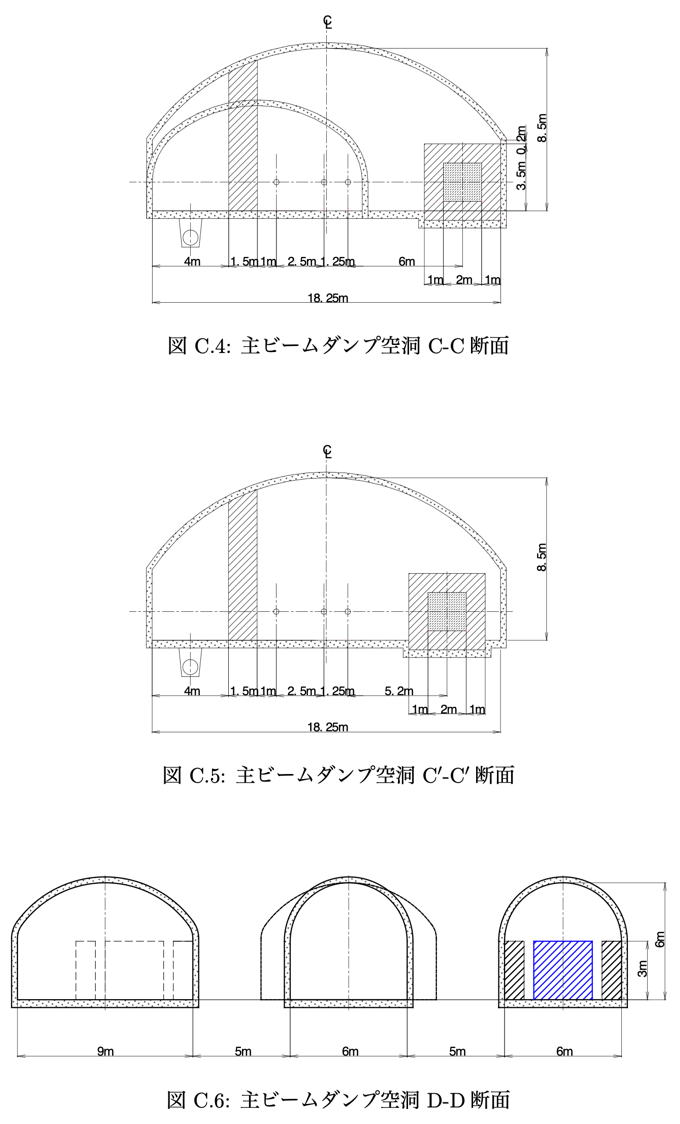 ℄
0.2m
8.5m
3.5m
4m 1.5m 1m 2.5m 1.25m 6m
1m 2m 1m
18.25m
図 C.4: 主ビームダンプ空洞 C-C 断面
℄
8.5m
4m 1.5m 1m 2.5m 1.25m 5.2m
1m 2m 1m
18.25m
図 C.5: 主ビームダンプ空洞 C′-C′ 断面
6m
3m
9m 5m 6m 5m 6m
図 C.6: 主ビームダンプ空洞 D-D 断面